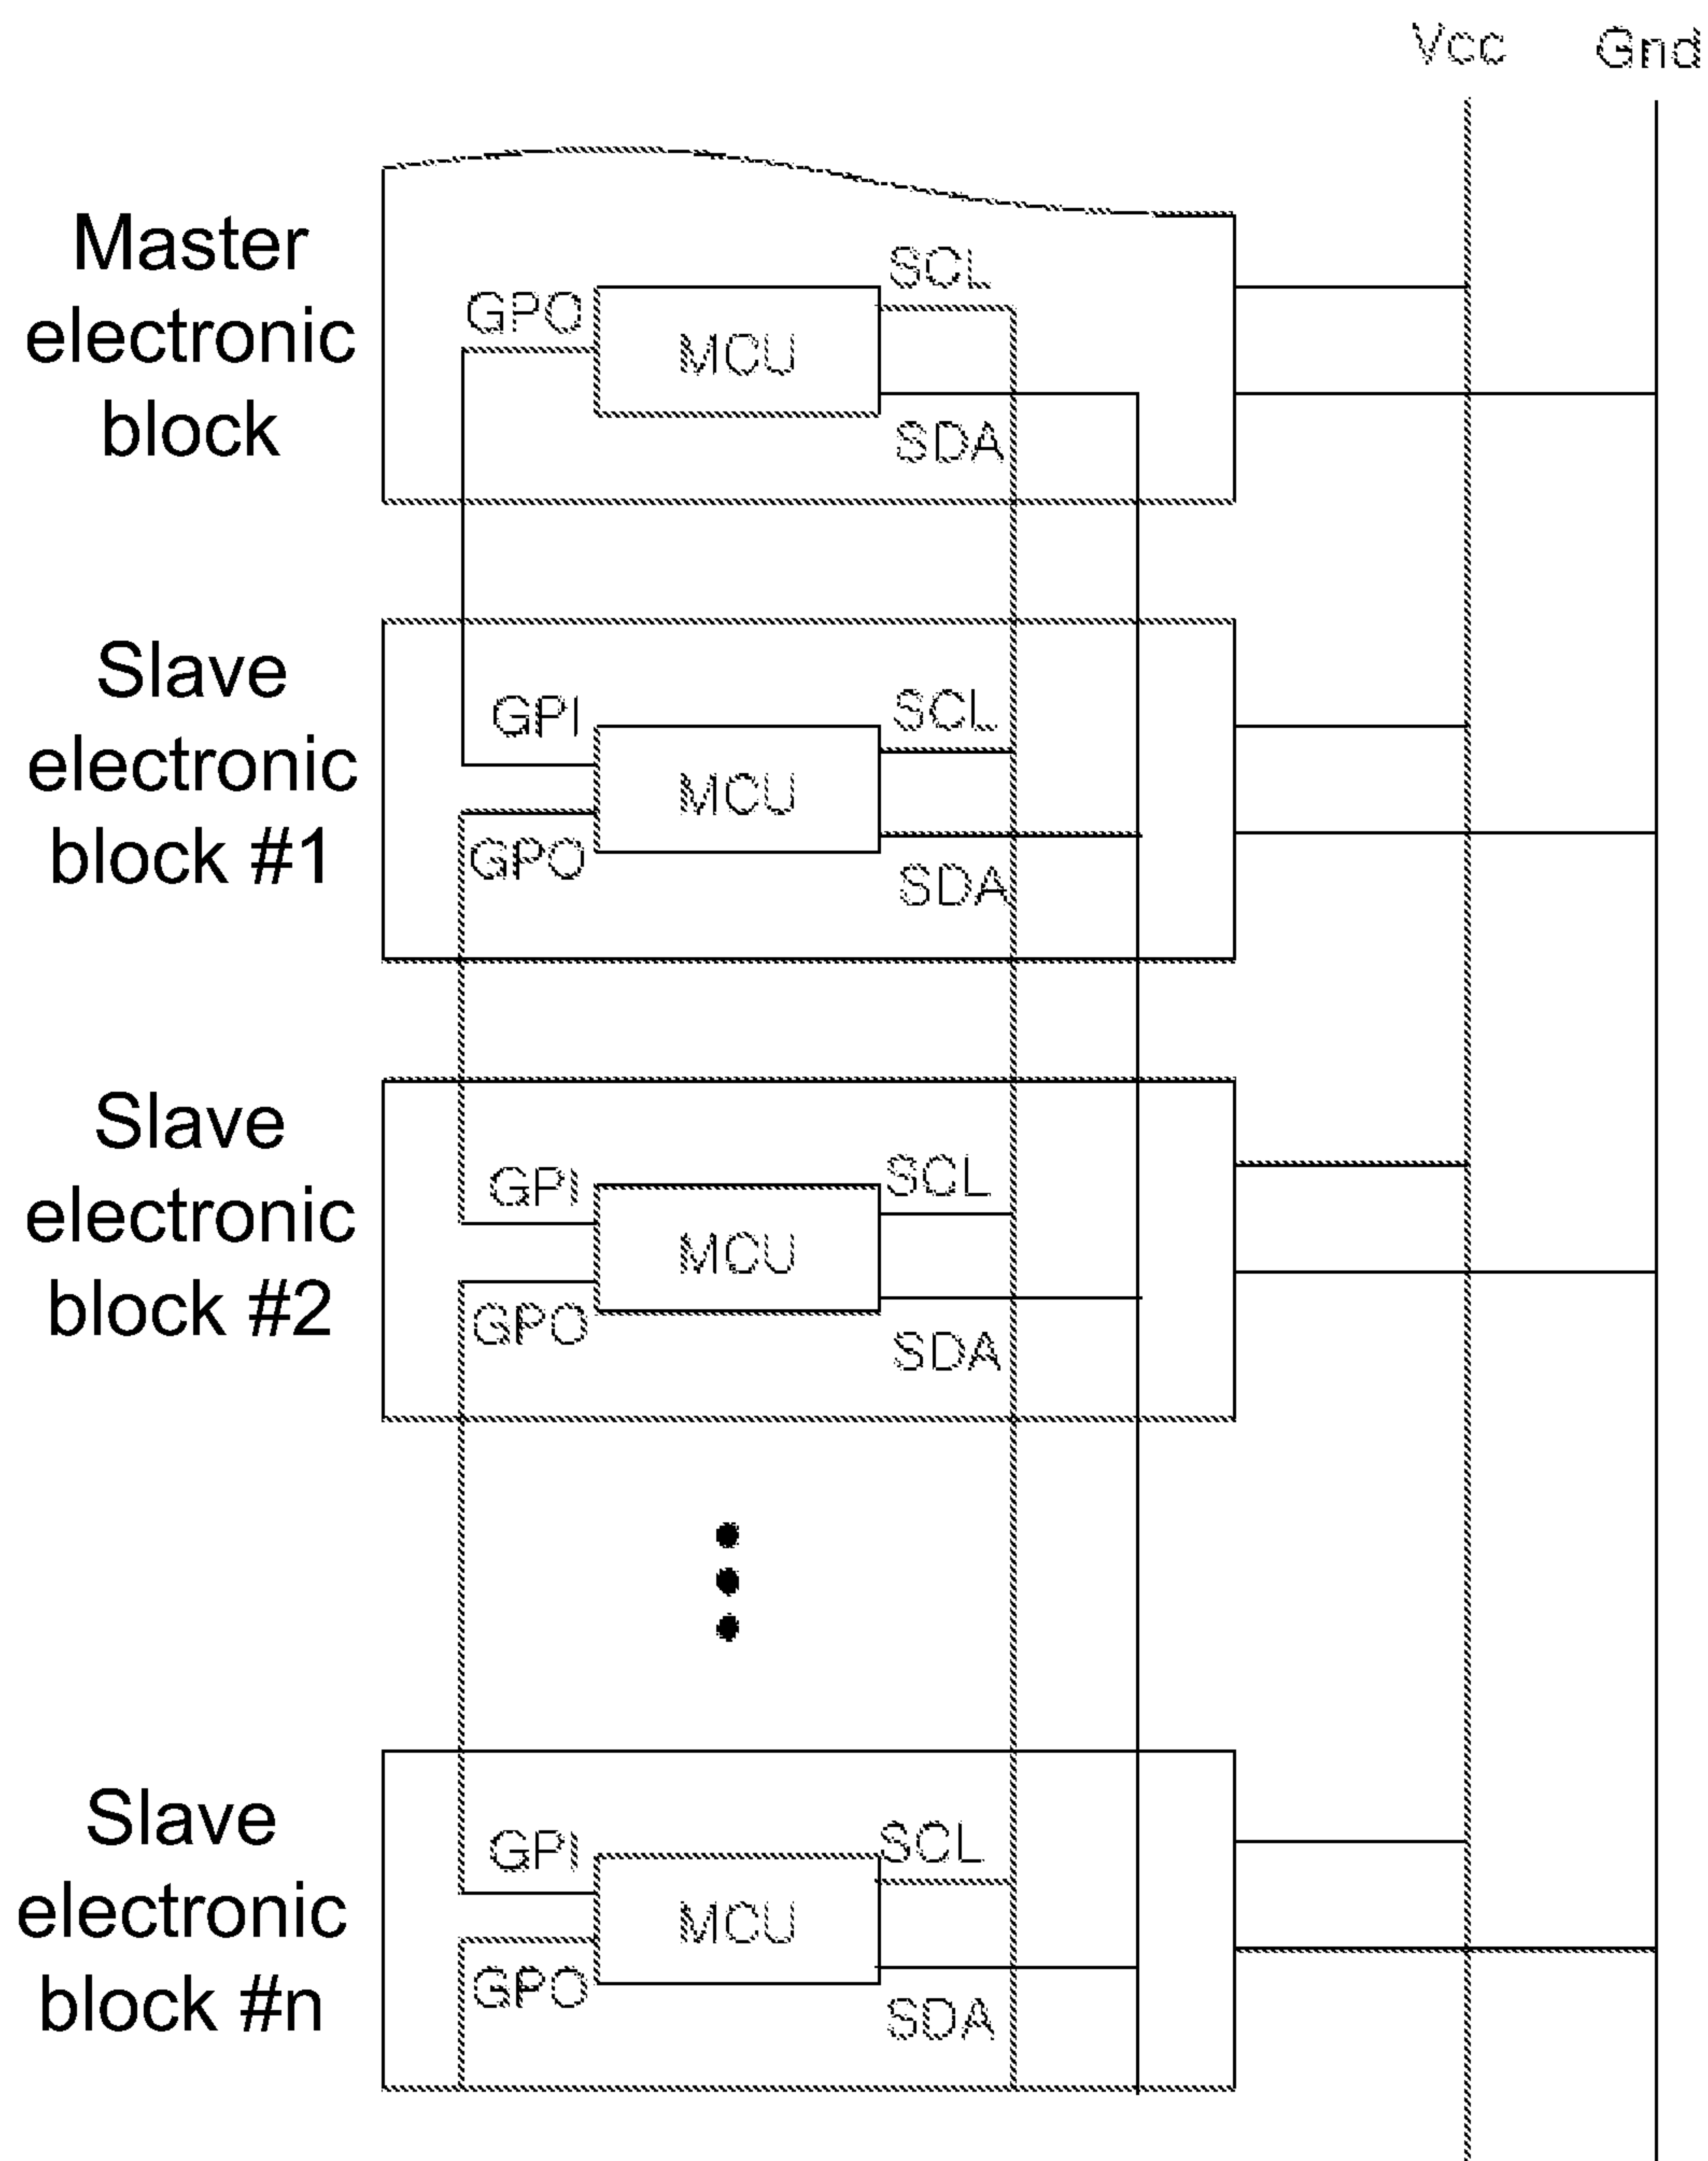 Vcc Gnd
Master
electronic
block
GPO
MCU
SCL
SDA
Slave
electronic
block #1
GPI
GPO
MCU
SCL
SDA
Slave
electronic
block #2
GPI
GPO
MCU
SCL
SDA
Slave
electronic
block #n
GPI
GPO
MCU
SCL
SDA